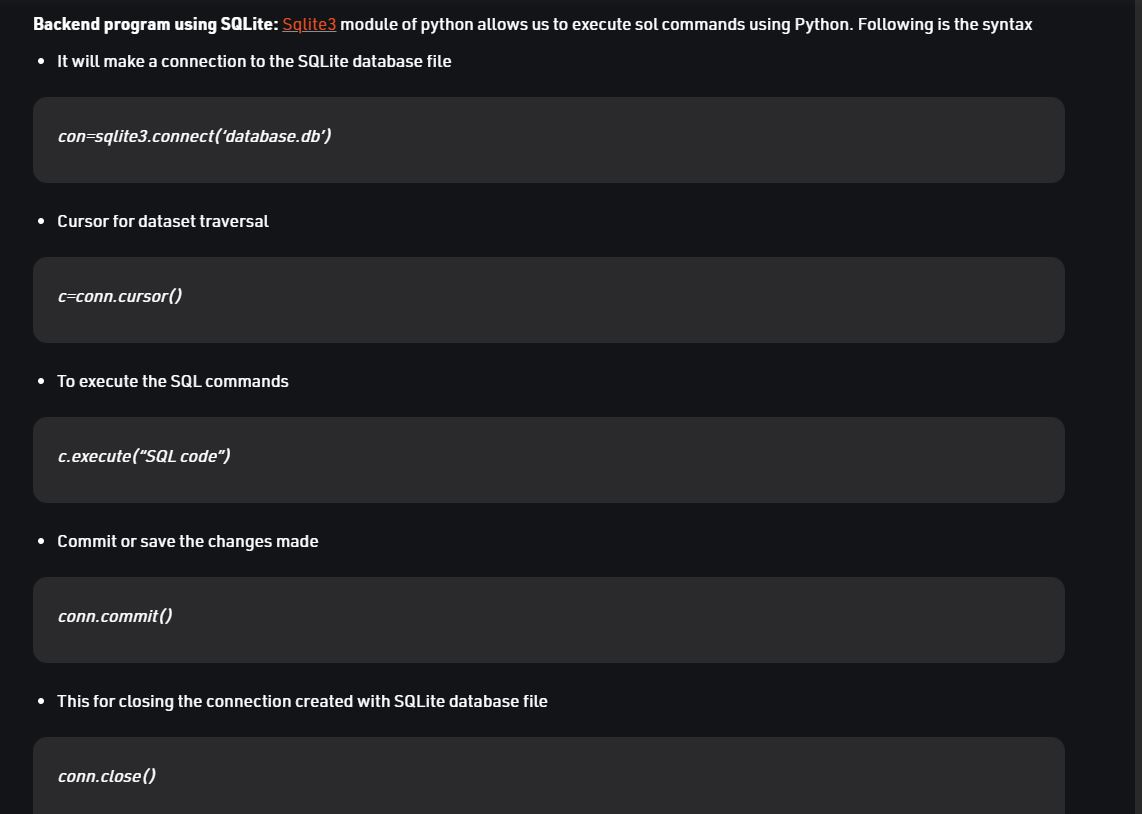 Backend program using SQLite: Sqlite3 module of python allows us to execute sol commands using Python. Following is the syntax
• It will make a connection to the SQLite database file
con=sqlite3.connect(‘database.db’)
• Cursor for dataset traversal
c=conn.cursor()
• To execute the SQL commands
c.execute(“SQL code”)
• Commit or save the changes made
conn.commit()
• This for closing the connection created with SQLite database file
conn.close()